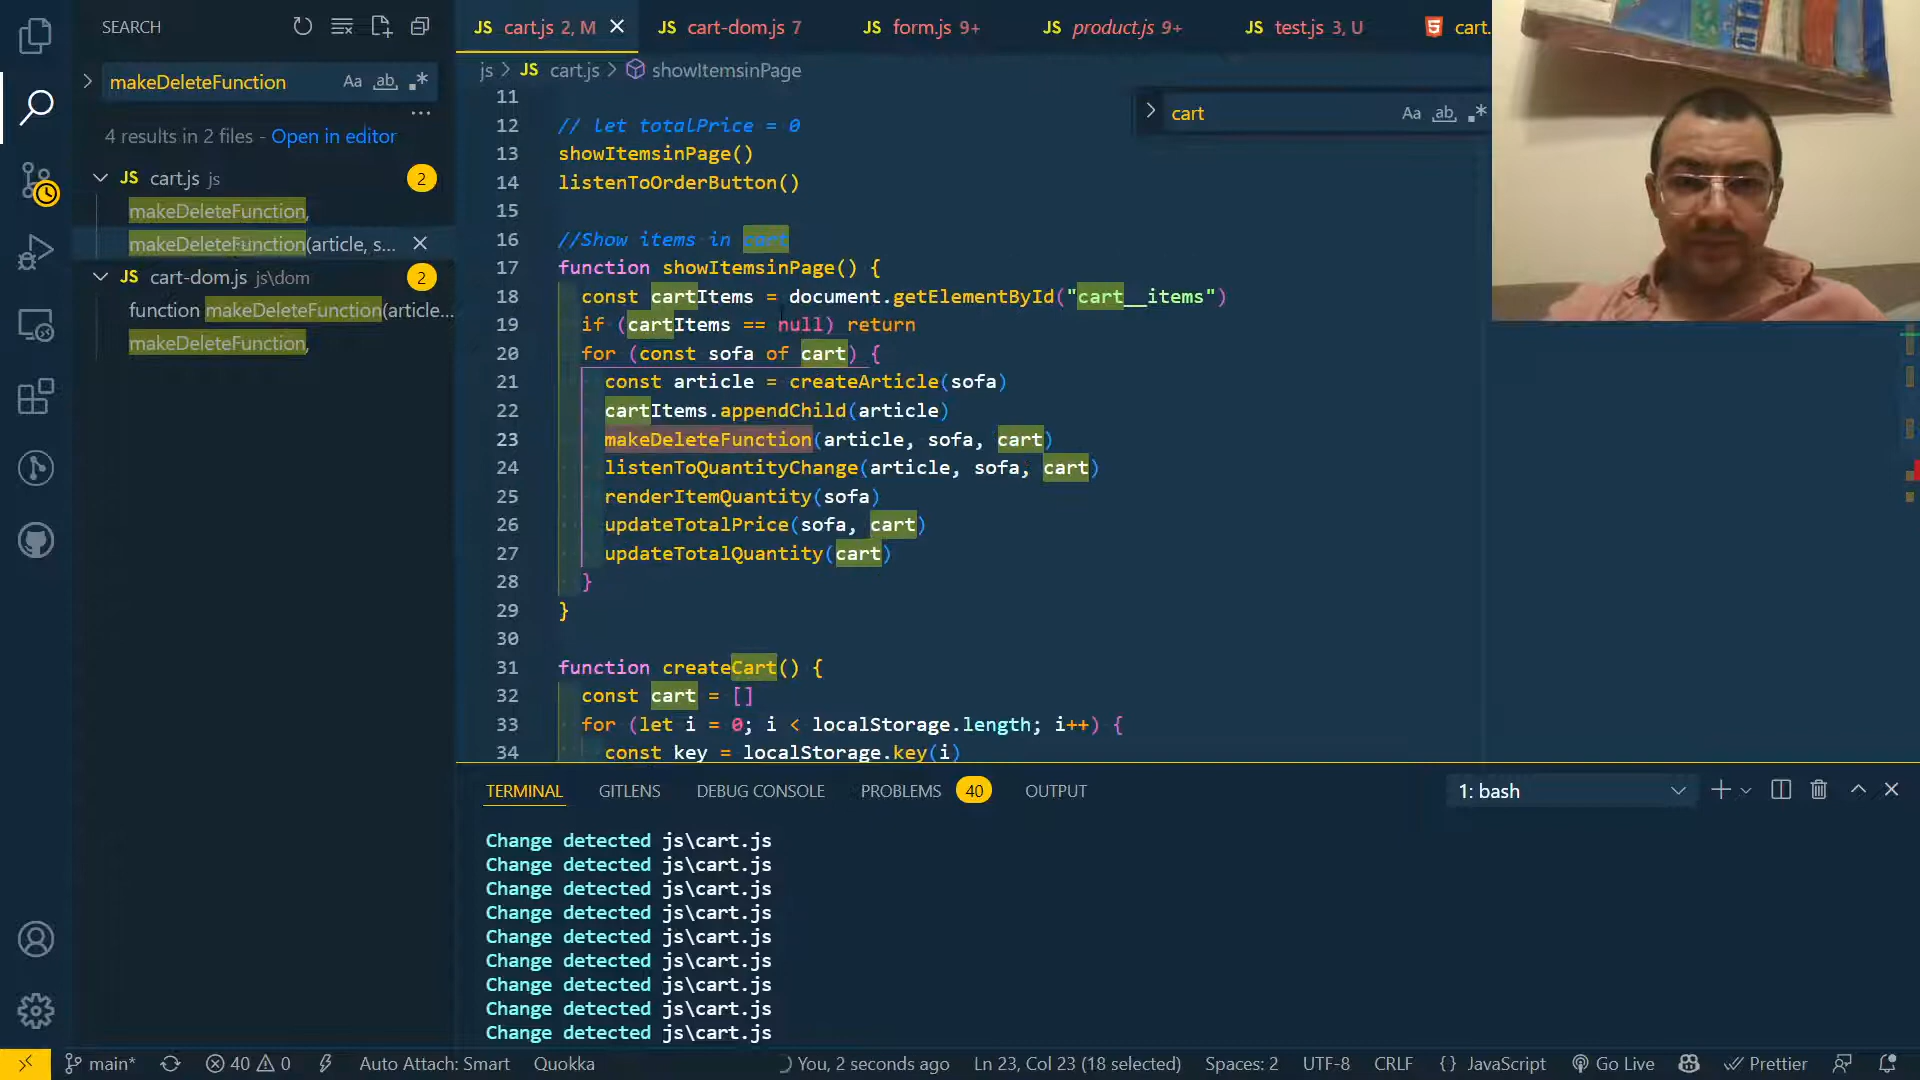 SEARCH
makeDeleteFunction
Aa ab .*
...
4 results in 2 files - Open in editor
JS cart.js js 2
makeDeleteFunction,
makeDeleteFunction(article, s...
JS cart-dom.js js\dom 2
function makeDeleteFunction(article...
makeDeleteFunction,
JS cart.js 2, M
JS cart-dom.js 7
JS form.js 9+
JS product.js 9+
JS test.js 3, U
cart.
js > JS cart.js > showItemsinPage
cart
Aa ab .*
11
12 // let totalPrice = 0
13 showItemsinPage()
14 listenToOrderButton()
15
16 //Show items in cart
17 function showItemsinPage() {
18 const cartItems = document.getElementById("cart__items")
19 if (cartItems == null) return
20 for (const sofa of cart) {
21 const article = createArticle(sofa)
22 cartItems.appendChild(article)
23 makeDeleteFunction(article, sofa, cart)
24 listenToQuantityChange(article, sofa, cart)
25 renderItemQuantity(sofa)
26 updateTotalPrice(sofa, cart)
27 updateTotalQuantity(cart)
28 }
29 }
30
31 function createCart() {
32 const cart = []
33 for (let i = 0; i < localStorage.length; i++) {
34 const key = localStorage.key(i)
TERMINAL GITLENS DEBUG CONSOLE PROBLEMS 40 OUTPUT
1: bash
Change detected js\cart.js
Change detected js\cart.js
Change detected js\cart.js
Change detected js\cart.js
Change detected js\cart.js
Change detected js\cart.js
Change detected js\cart.js
Change detected js\cart.js
Change detected js\cart.js
main* 40 0 Auto Attach: Smart Quokka You, 2 seconds ago Ln 23, Col 23 (18 selected) Spaces: 2 UTF-8 CRLF {} JavaScript Go Live Prettier